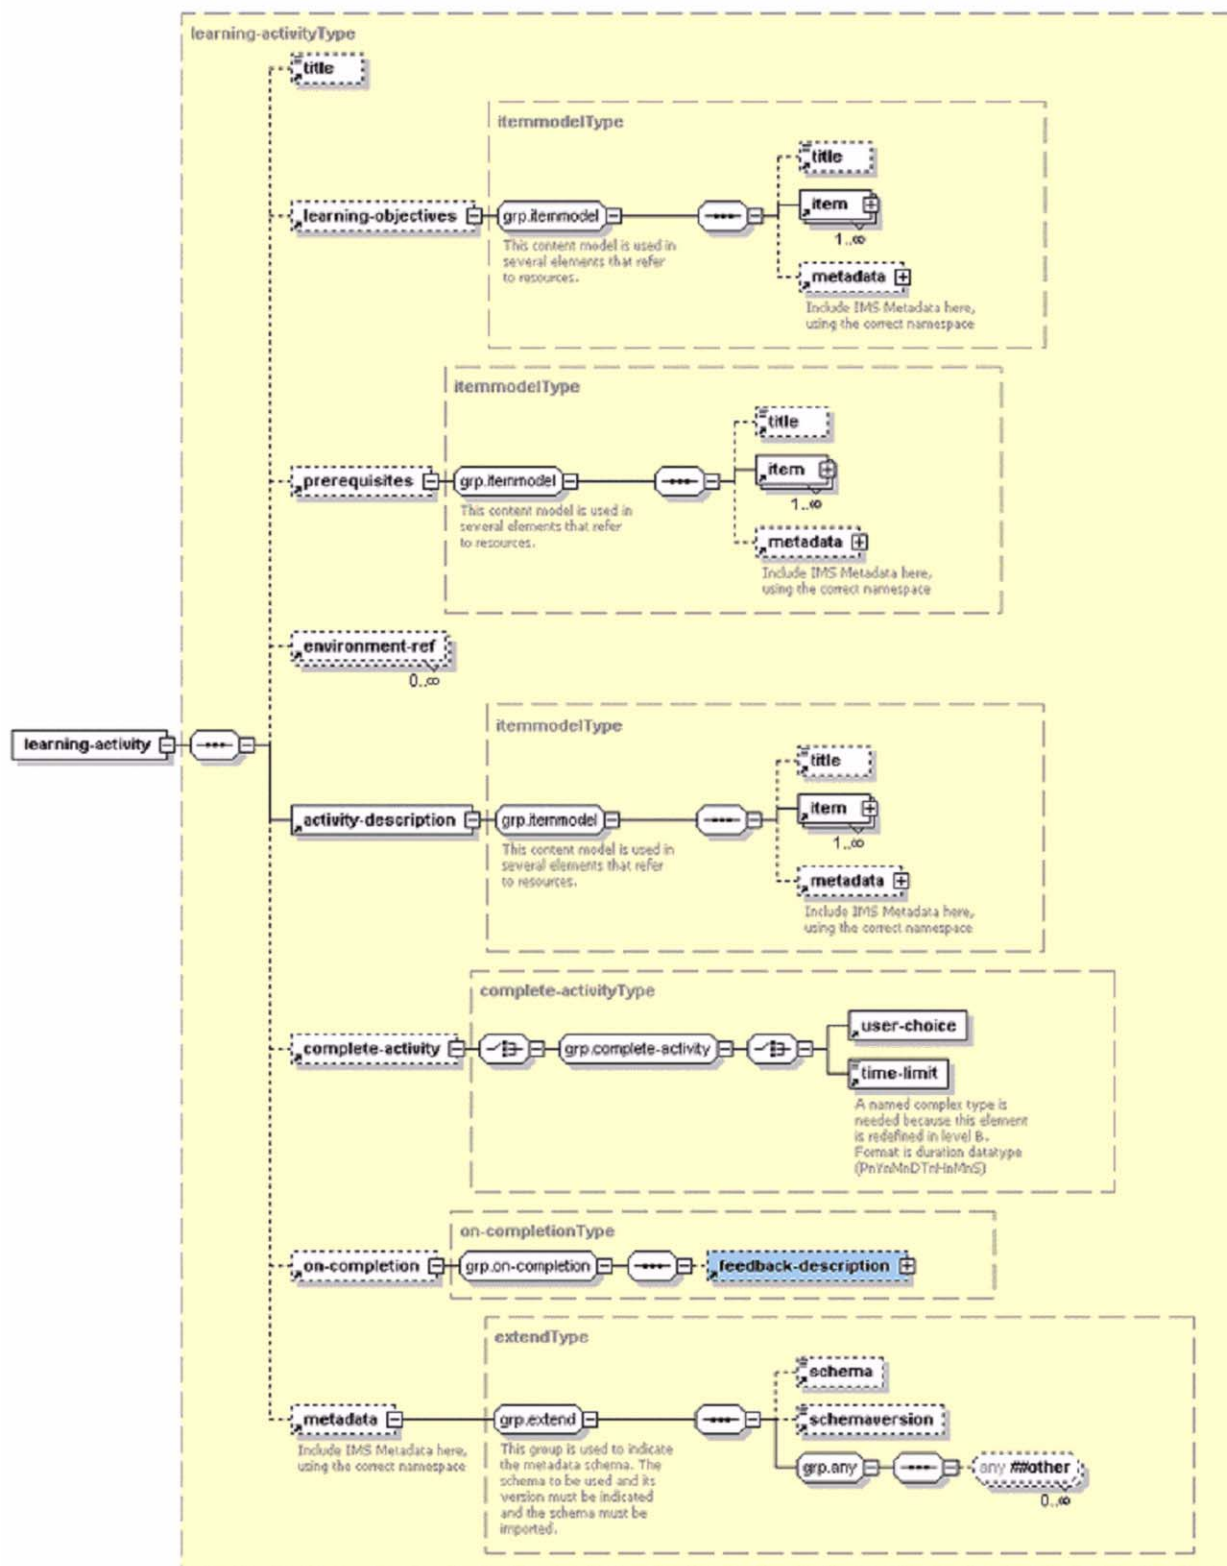 learning-activityType
title
itemmodelType
title
learning-objectives
grp.itemmodel
item
1..∞
This content model is used in
several elements that refer
to resources.
metadata
Include IMS Metadata here,
using the correct namespace
itemmodelType
title
prerequisites
grp.itemmodel
item
1..∞
This content model is used in
several elements that refer
to resources.
metadata
Include IMS Metadata here,
using the correct namespace
environment-ref
0..∞
learning-activity
itemmodelType
title
activity-description
grp.itemmodel
item
1..∞
This content model is used in
several elements that refer
to resources.
metadata
Include IMS Metadata here,
using the correct namespace
complete-activityType
complete-activity
grp.complete-activity
user-choice
time-limit
A named complex type is
needed because this element
is redefined in level B.
Format is duration datatype
(PnYnMnDTnHnMnS)
on-completionType
on-completion
grp.on-completion
feedback-description
extendType
metadata
Include IMS Metadata here,
using the correct namespace
grp.extend
This group is used to indicate
the metadata schema. The
schema to be used and its
version must be indicated
and the schema must be
imported.
schema
schemaversion
grp.any
any ##other
0..∞